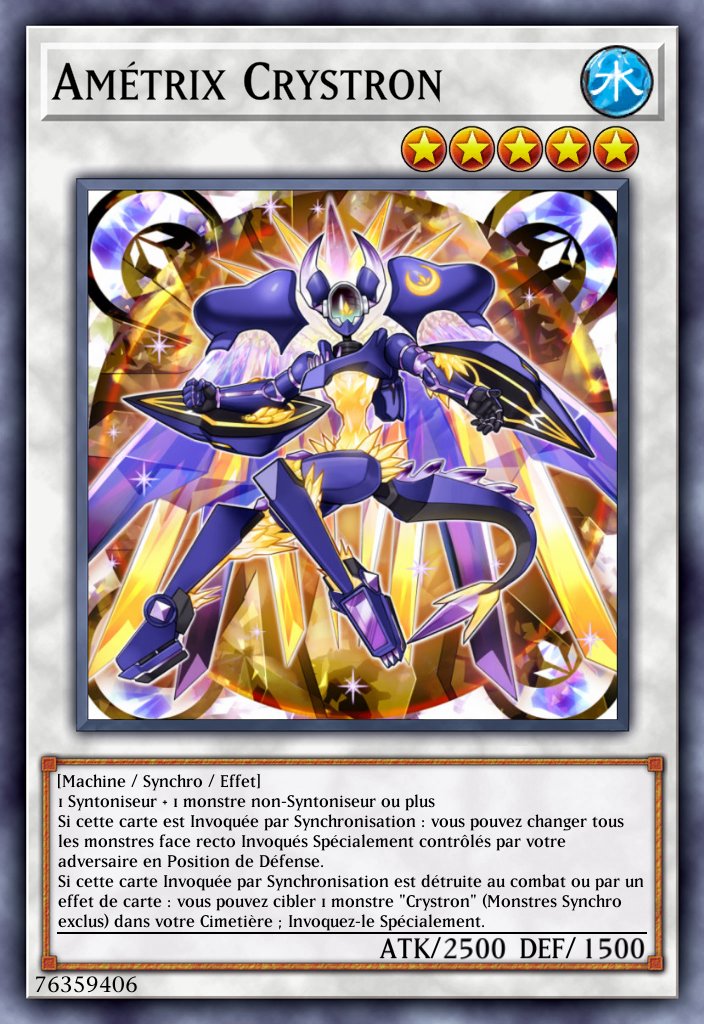 Amétrix Crystron
水
[Machine / Synchro / Effet]
1 Syntoniseur + 1 monstre non-Syntoniseur ou plus
Si cette carte est Invoquée par Synchronisation : vous pouvez changer tous
les monstres face recto Invoqués Spécialement contrôlés par votre
adversaire en Position de Défense.
Si cette carte Invoquée par Synchronisation est détruite au combat ou par un
effet de carte : vous pouvez cibler 1 monstre "Crystron" (Monstres Synchro
exclus) dans votre Cimetière ; Invoquez-le Spécialement.
ATK/2500 DEF/1500
76359406